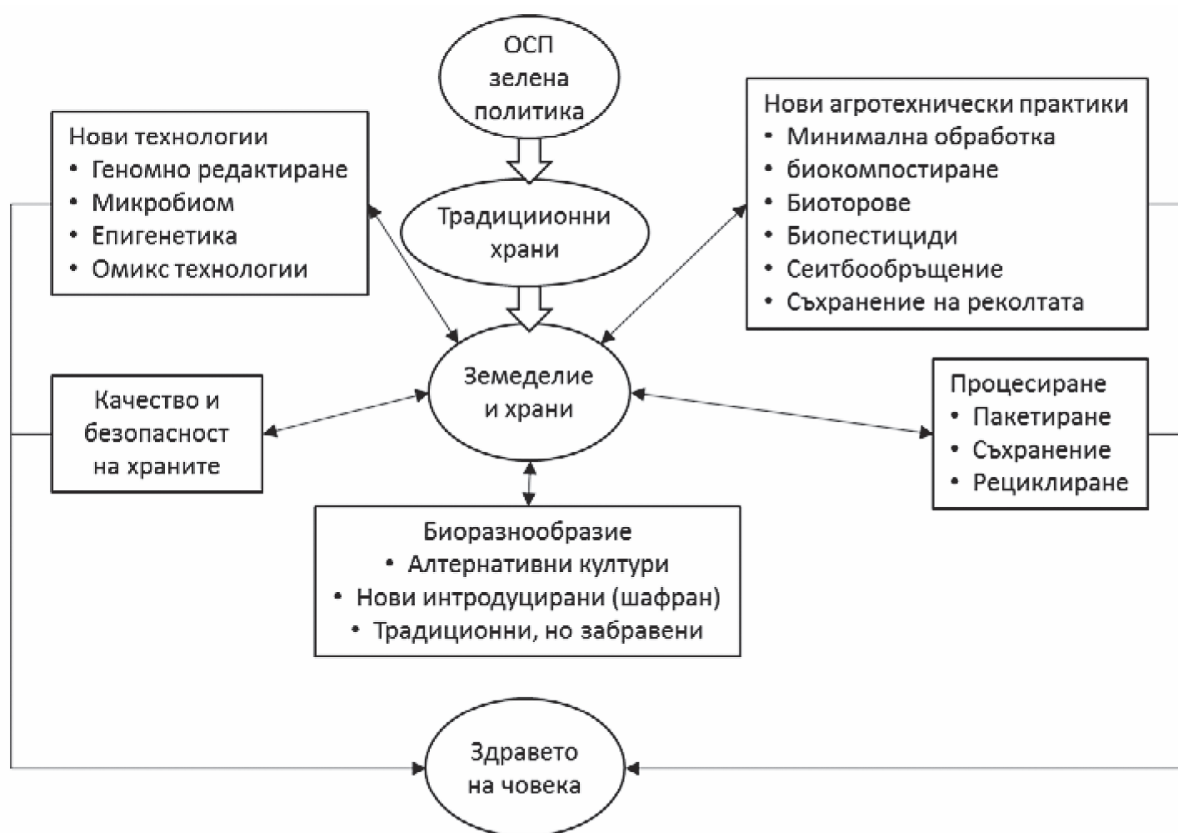 ОСП
зелена
политика
Нови технологии
• Геномно редактиране
• Микробиом
• Епигенетика
• Омикс технологии
Традициионни
храни
Нови агротехнически практики
• Минимална обработка
• биокомпостиране
• Биоторове
• Биопестициди
• Сеитбообръщение
• Съхранение на реколтата
Качество и
безопасност
на храните
Земеделие
и храни
Процесиране
• Пакетиране
• Съхранение
• Рециклиране
Биоразнообразие
• Алтернативни култури
• Нови интродуцирани (шафран)
• Традиционни, но забравени
Здравето
на човека